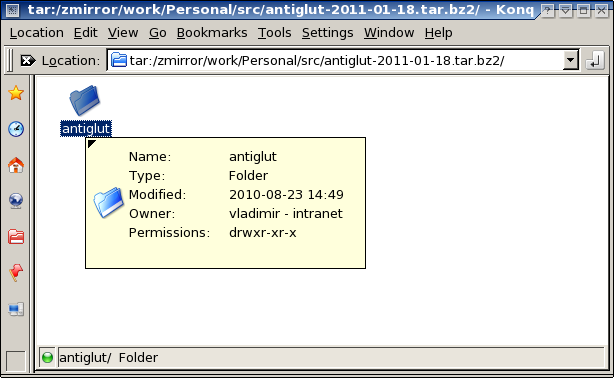 tar:/zmirror/work/Personal/src/antiglut-2011-01-18.tar.bz2/ - Konq
Location Edit View Go Bookmarks Tools Settings Window Help
Location: tar:/zmirror/work/Personal/src/antiglut-2011-01-18.tar.bz2/
antiglut
Name: antiglut
Type: Folder
Modified: 2010-08-23 14:49
Owner: vladimir - intranet
Permissions: drwxr-xr-x
antiglut/ Folder